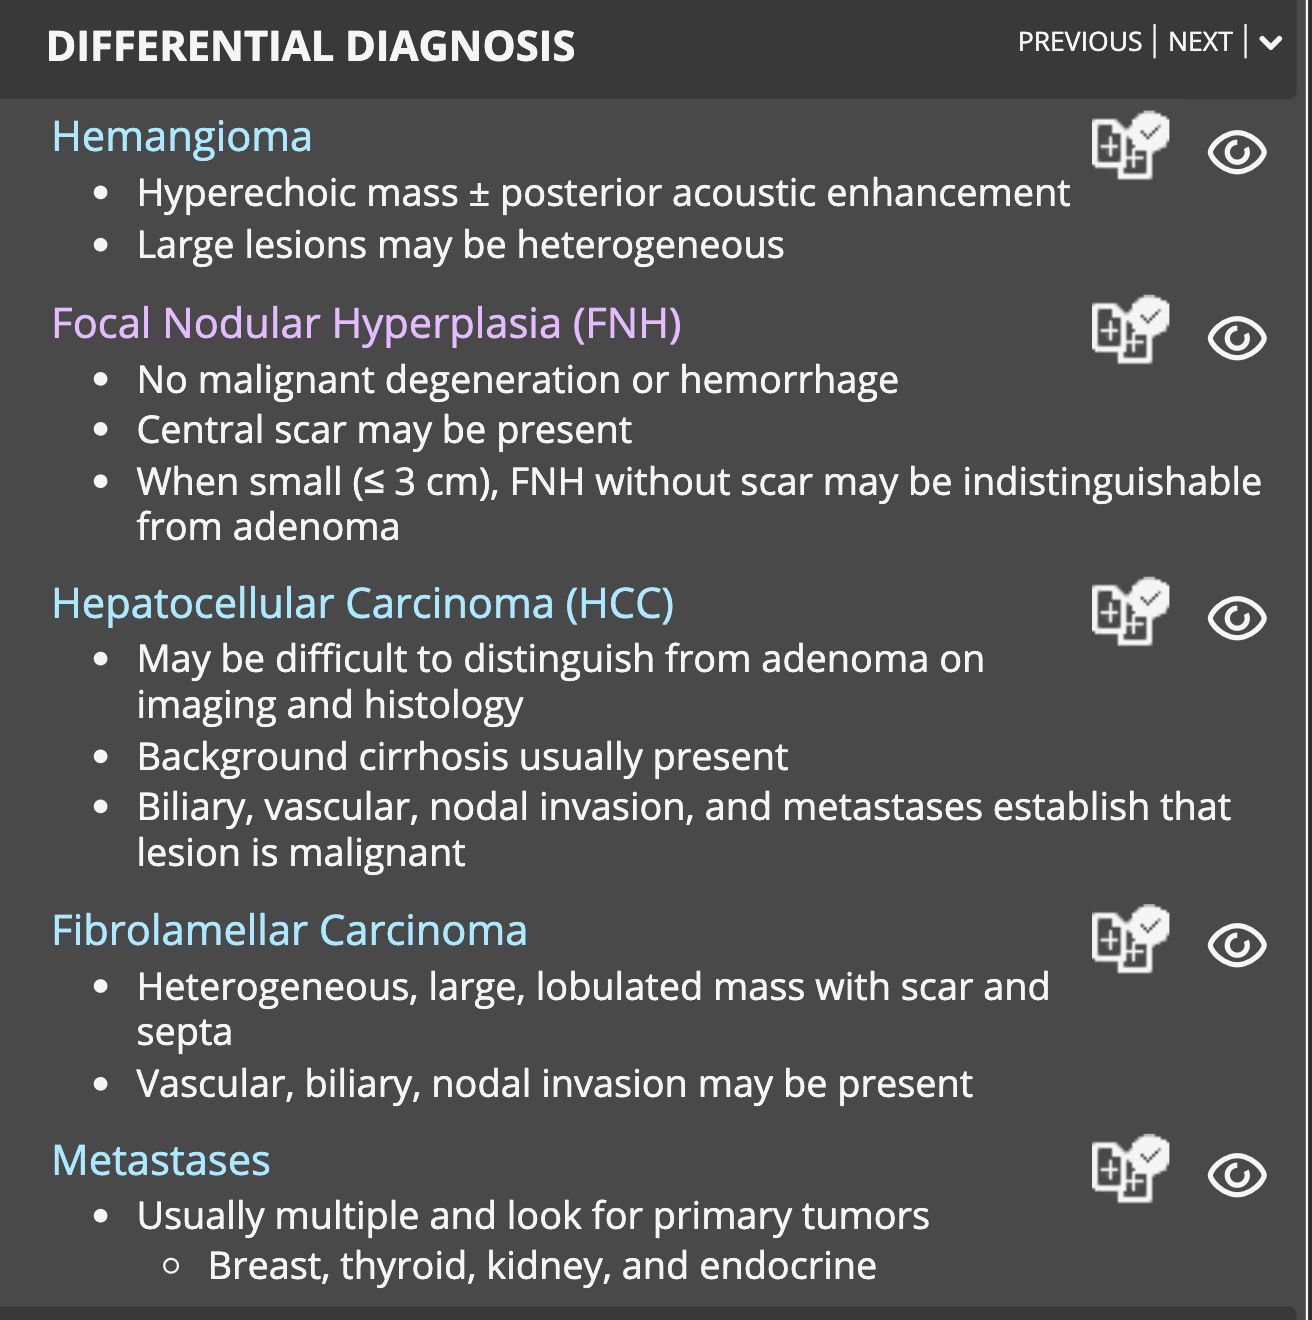 DIFFERENTIAL DIAGNOSIS
PREVIOUS | NEXT |
Hemangioma
• Hyperechoic mass ± posterior acoustic enhancement
• Large lesions may be heterogeneous
Focal Nodular Hyperplasia (FNH)
• No malignant degeneration or hemorrhage
• Central scar may be present
• When small (≤ 3 cm), FNH without scar may be indistinguishable
from adenoma
Hepatocellular Carcinoma (HCC)
• May be difficult to distinguish from adenoma on
imaging and histology
• Background cirrhosis usually present
• Biliary, vascular, nodal invasion, and metastases establish that
lesion is malignant
Fibrolamellar Carcinoma
• Heterogeneous, large, lobulated mass with scar and
septa
• Vascular, biliary, nodal invasion may be present
Metastases
• Usually multiple and look for primary tumors
○ Breast, thyroid, kidney, and endocrine